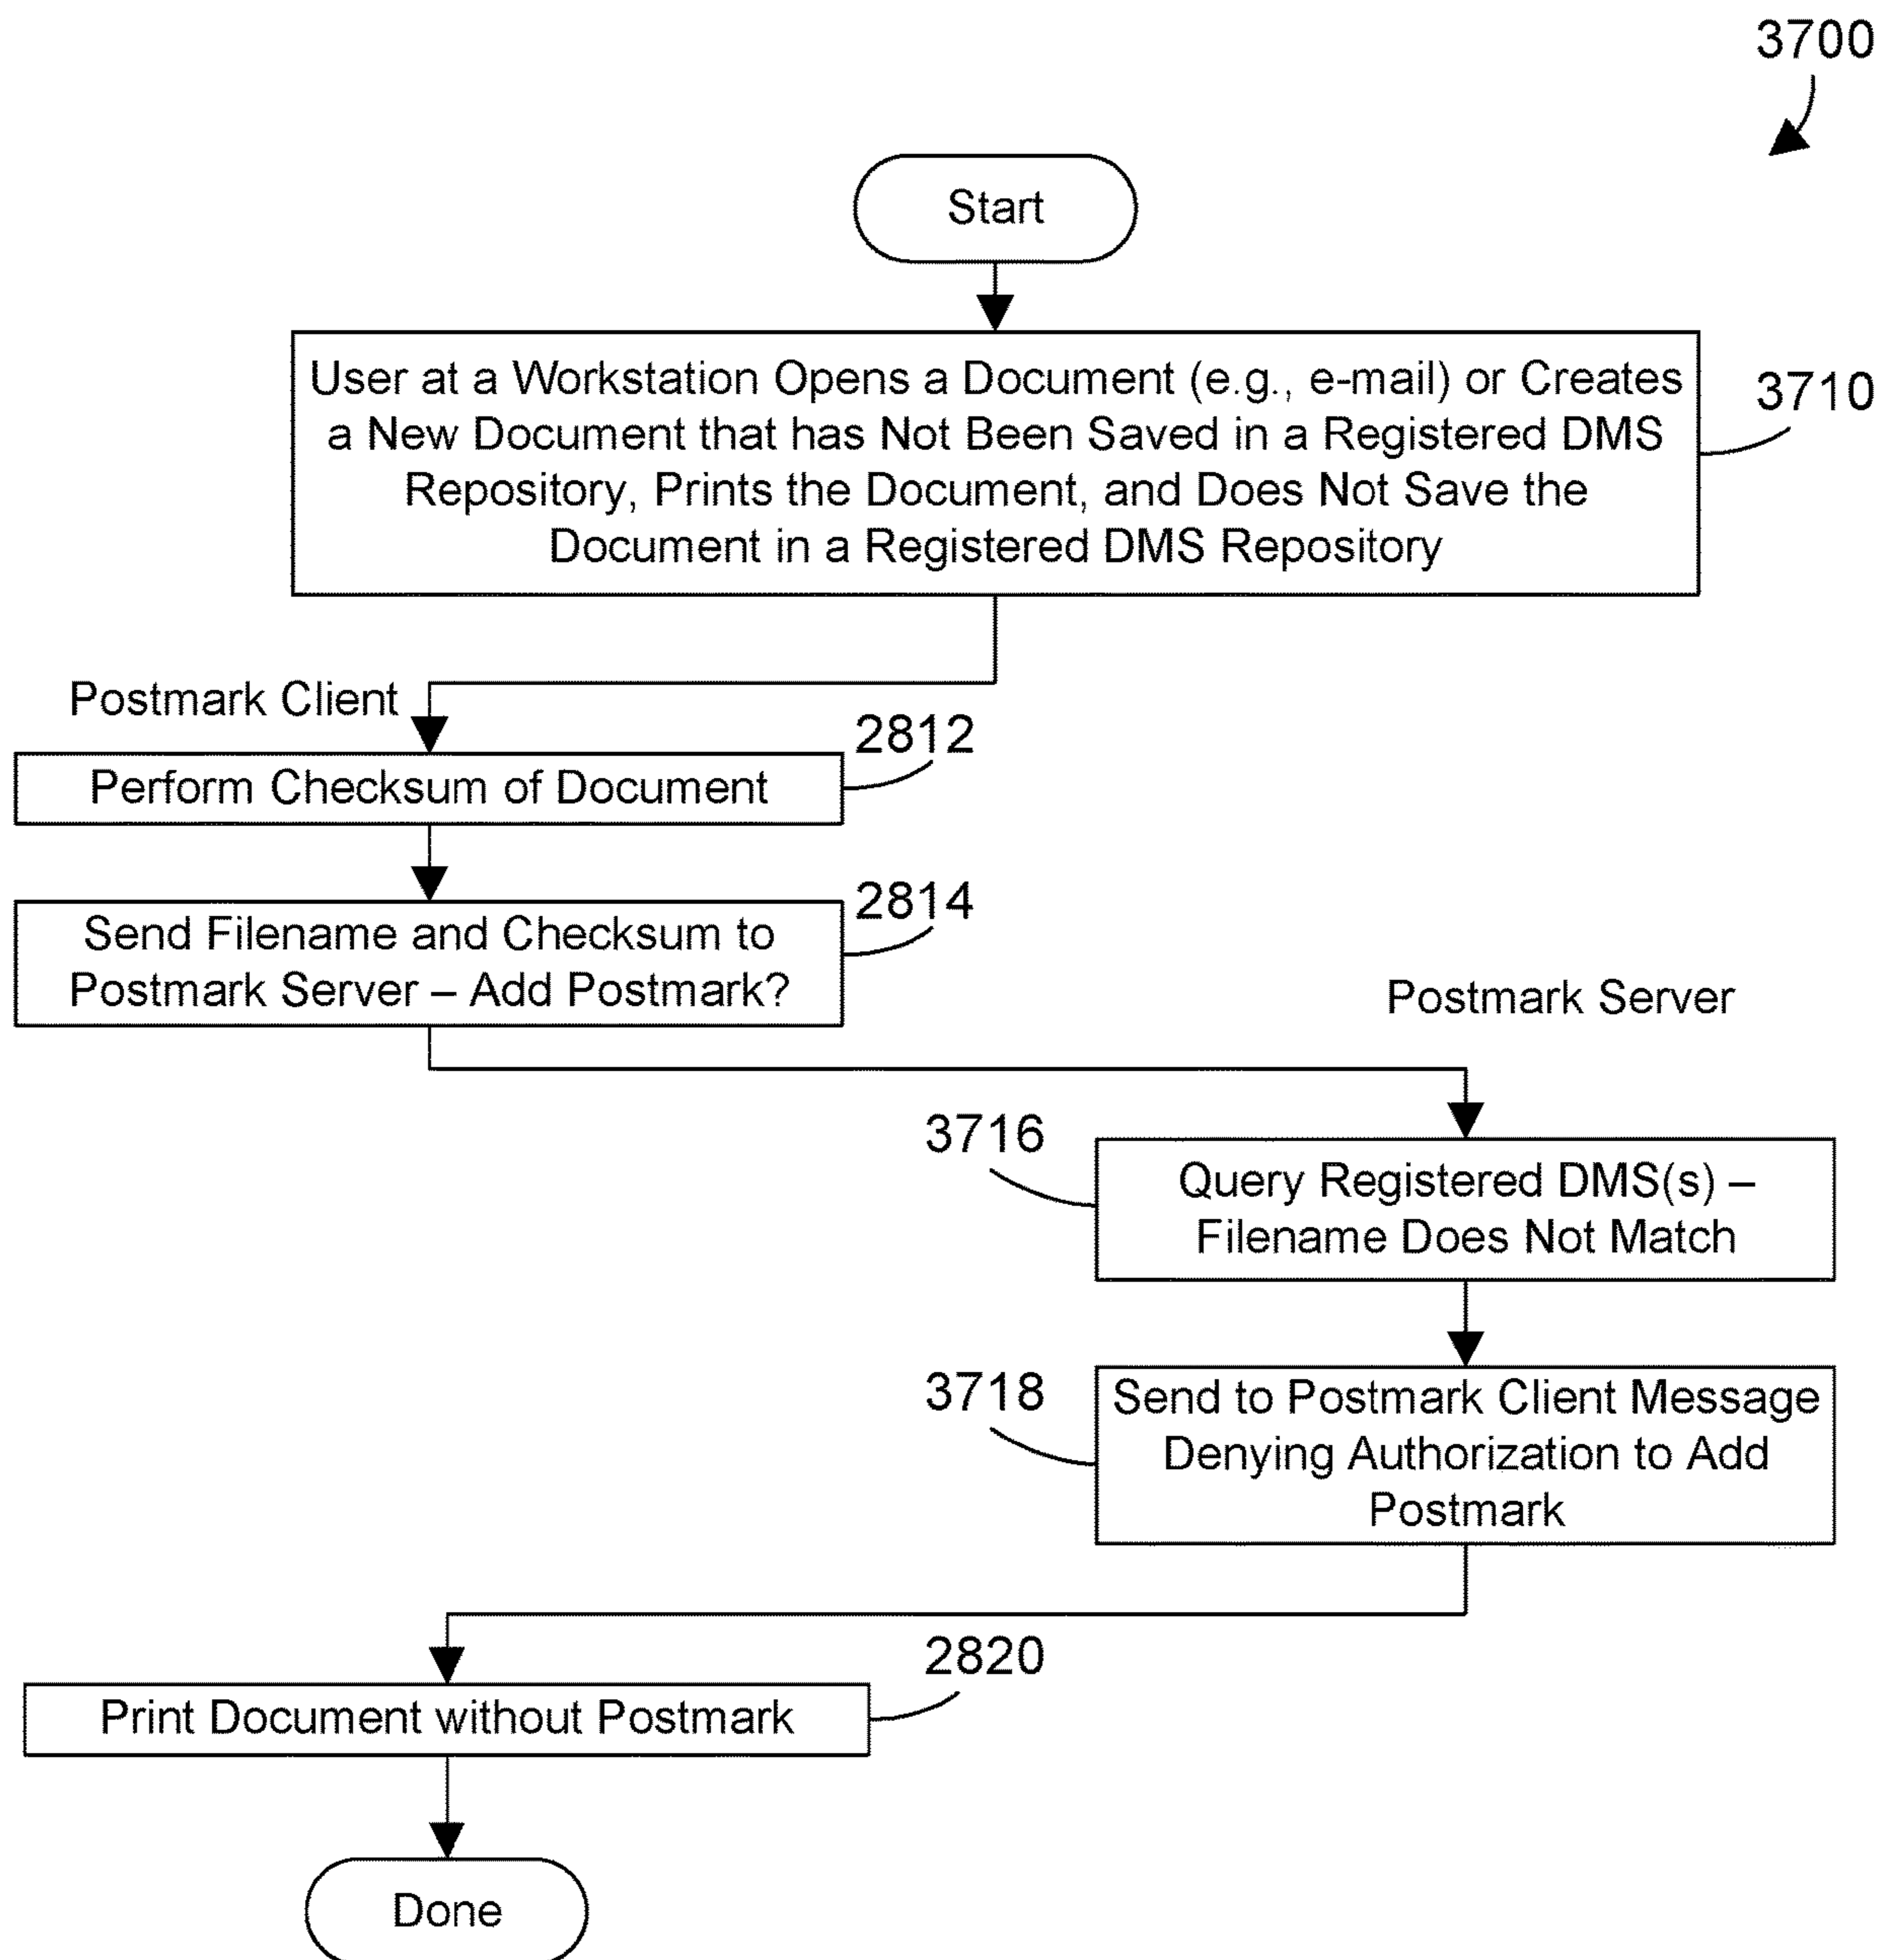 3700
Start
User at a Workstation Opens a Document (e.g., e-mail) or Creates
a New Document that has Not Been Saved in a Registered DMS
Repository, Prints the Document, and Does Not Save the
Document in a Registered DMS Repository
3710
Postmark Client
2812
Perform Checksum of Document
2814
Send Filename and Checksum to
Postmark Server – Add Postmark?
Postmark Server
3716
Query Registered DMS(s) –
Filename Does Not Match
3718
Send to Postmark Client Message
Denying Authorization to Add
Postmark
2820
Print Document without Postmark
Done